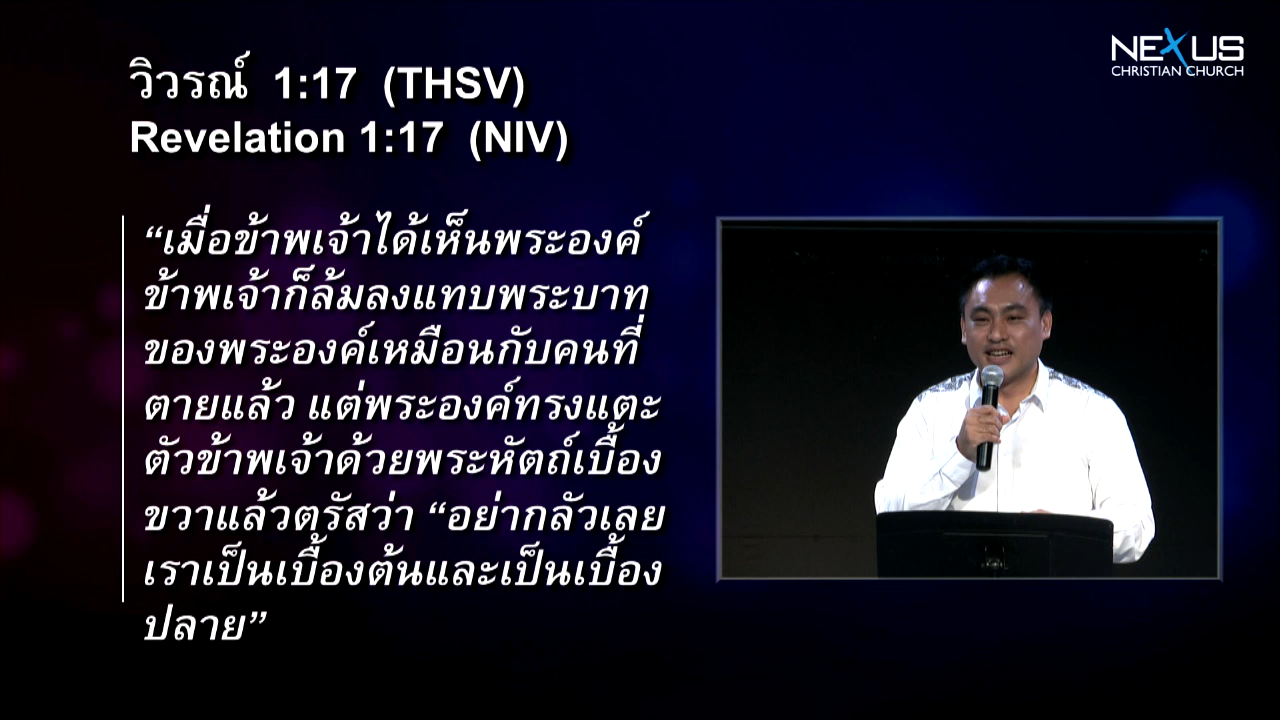 วิวรณ์ 1:17 (THSV)
Revelation 1:17 (NIV)
NEXUS
CHRISTIAN CHURCH
“เมื่อข้าพเจ้าได้เห็นพระองค์
ข้าพเจ้าก็ล้มลงแทบพระบาท
ของพระองค์เหมือนกับคนที่
ตายแล้ว แต่พระองค์ทรงแตะ
ตัวข้าพเจ้าด้วยพระหัตถ์เบื้อง
ขวาแล้วตรัสว่า “อย่ากลัวเลย
เราเป็นเบื้องต้นและเป็นเบื้อง
ปลาย”